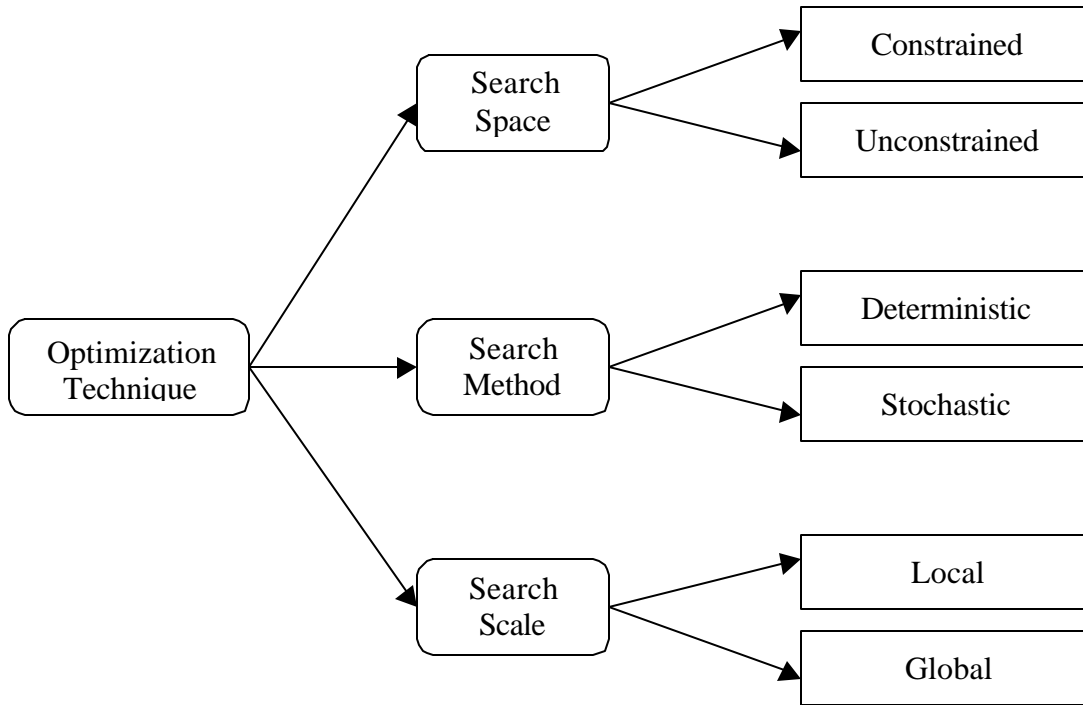 Constrained
Search
Space
Unconstrained
Deterministic
Optimization
Technique
Search
Method
Stochastic
Local
Search
Scale
Global